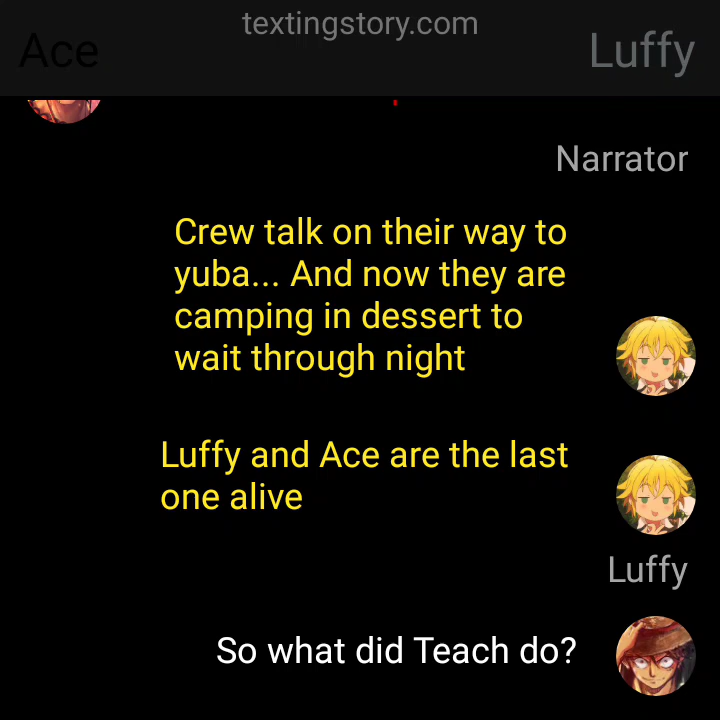 textingstory.com
Ace
Luffy
Narrator
Crew talk on their way to
yuba... And now they are
camping in dessert to
wait through night
Luffy and Ace are the last
one alive
Luffy
So what did Teach do?